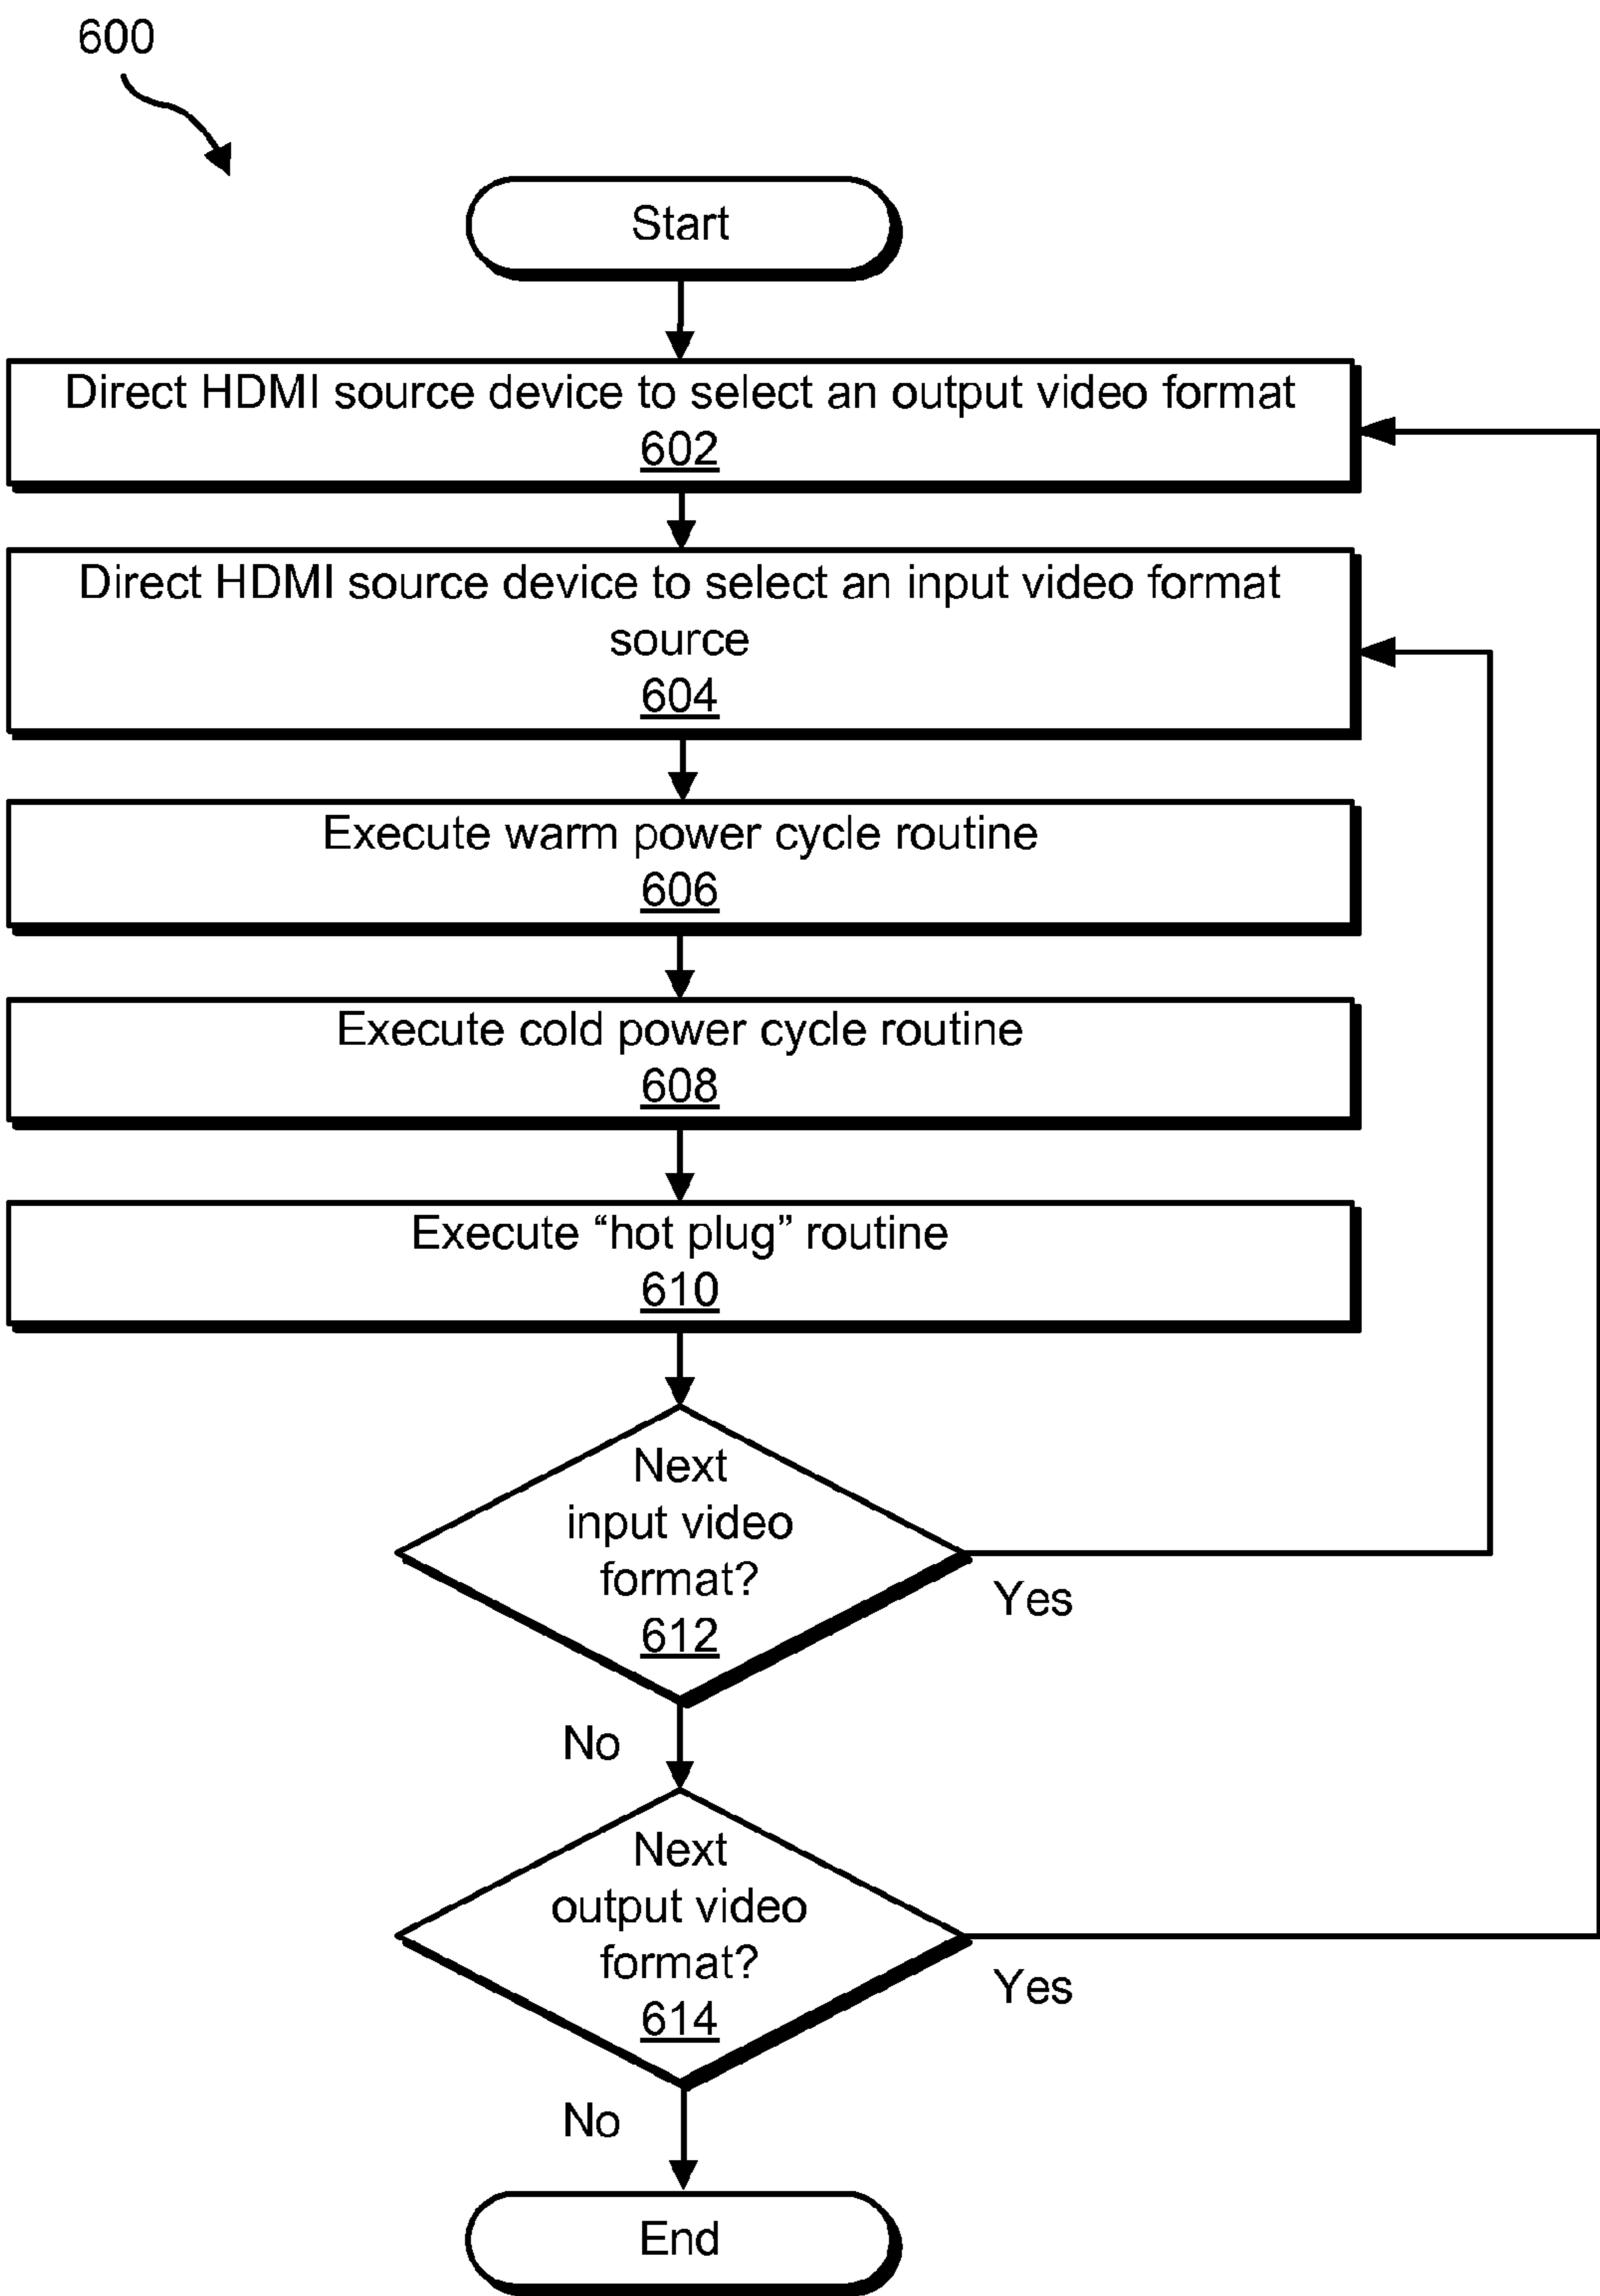 600
Start
Direct HDMI source device to select an output video format
602
Direct HDMI source device to select an input video format
source
604
Execute warm power cycle routine
606
Execute cold power cycle routine
608
Execute “hot plug” routine
610
Next
input video
format?
612
Yes
No
Next
output video
format?
614
Yes
No
End